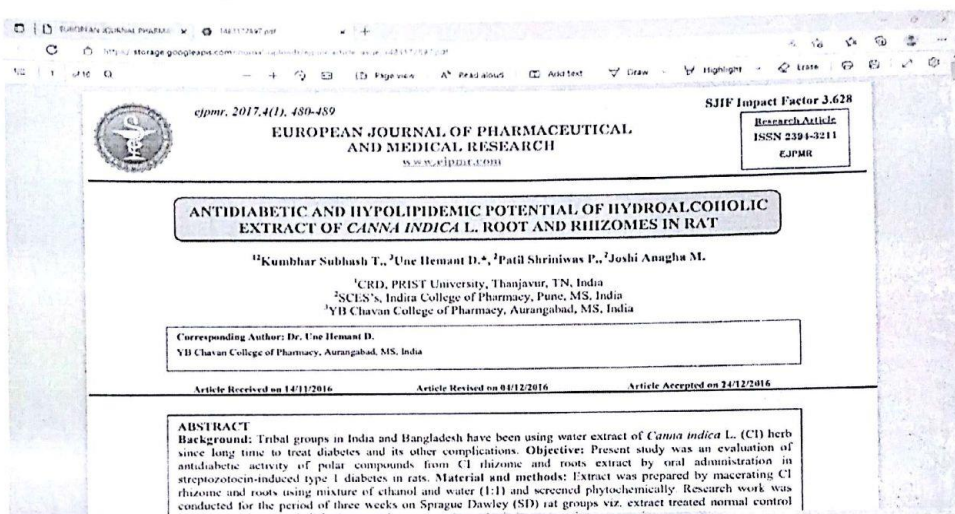 EUROPEAN JOURNAL PHARMA
1483172597.pdf
storage.googleapis.com
1 of 10
Page view
Read aloud
Add text
Draw
Highlight
Erase
ejpmr, 2017,4(1), 480-489
SJIF Impact Factor 3.628
EUROPEAN JOURNAL OF PHARMACEUTICAL
AND MEDICAL RESEARCH
www.ejpmr.com
Research Article
ISSN 2394-3211
EJPMR
ANTIDIABETIC AND HYPOLIPIDEMIC POTENTIAL OF HYDROALCOHOLIC
EXTRACT OF CANNA INDICA L. ROOT AND RHIZOMES IN RAT
¹²Kumbhar Subhash T., ³Une Hemant D.*, ²Patil Shriniwas P., ²Joshi Anagha M.
¹CRD, PRIST University, Thanjavur, TN, India
²SCES's, Indira College of Pharmacy, Pune, MS, India
³YB Chavan College of Pharmacy, Aurangabad, MS, India
Corresponding Author: Dr. Une Hemant D.
YB Chavan College of Pharmacy, Aurangabad, MS, India
Article Received on 14/11/2016 Article Revised on 04/12/2016 Article Accepted on 24/12/2016
ABSTRACT
Background: Tribal groups in India and Bangladesh have been using water extract of Canna indica L. (CI) herb
since long time to treat diabetes and its other complications. Objective: Present study was an evaluation of
antidiabetic activity of polar compounds from CI rhizome and roots extract by oral administration in
streptozotocin-induced type 1 diabetes in rats. Material and methods: Extract was prepared by macerating CI
rhizome and roots using mixture of ethanol and water (1:1) and screened phytochemically. Research work was
conducted for the period of three weeks on Sprague Dawley (SD) rat groups viz. extract treated normal control